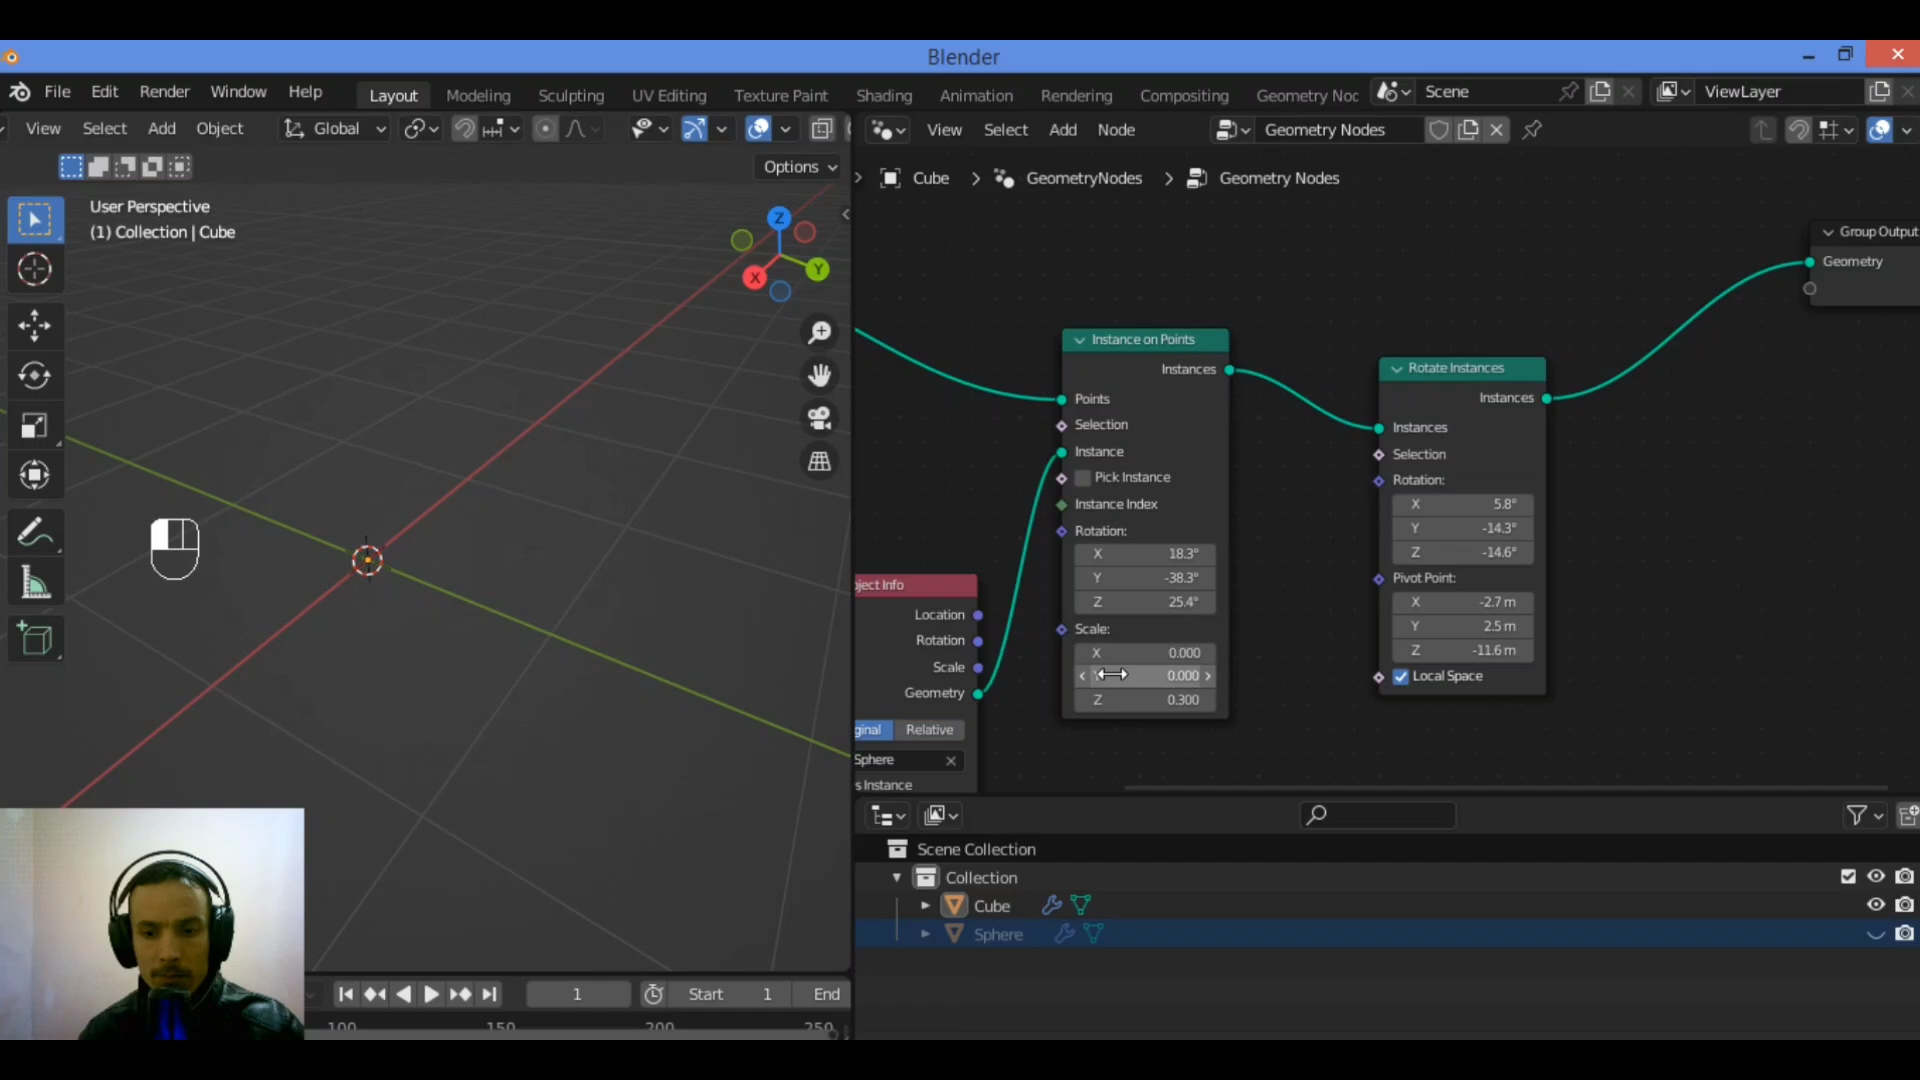 Blender
File Edit Render Window Help Layout Modeling Sculpting UV Editing Texture Paint Shading Animation Rendering Compositing Geometry Noc Scene ViewLayer
View Select Add Object Global
Options
User Perspective
(1) Collection | Cube
Z
Y
X
View Select Add Node Geometry Nodes
Cube > GeometryNodes > Geometry Nodes
Group Output
Geometry
Instance on Points
Instances
Points
Selection
Instance
Pick Instance
Instance Index
Rotation:
X 18.3°
Y -38.3°
Z 25.4°
Scale:
X 0.000
0.000
Z 0.300
Rotate Instances
Instances
Instances
Selection
Rotation:
X 5.8°
Y -14.3°
Z -14.6°
Pivot Point:
X -2.7 m
Y 2.5 m
Z -11.6 m
Local Space
ject Info
Location
Rotation
Scale
Geometry
ginal Relative
Sphere
s Instance
Scene Collection
Collection
Cube
Sphere
1 Start 1 End
100 150 200 250